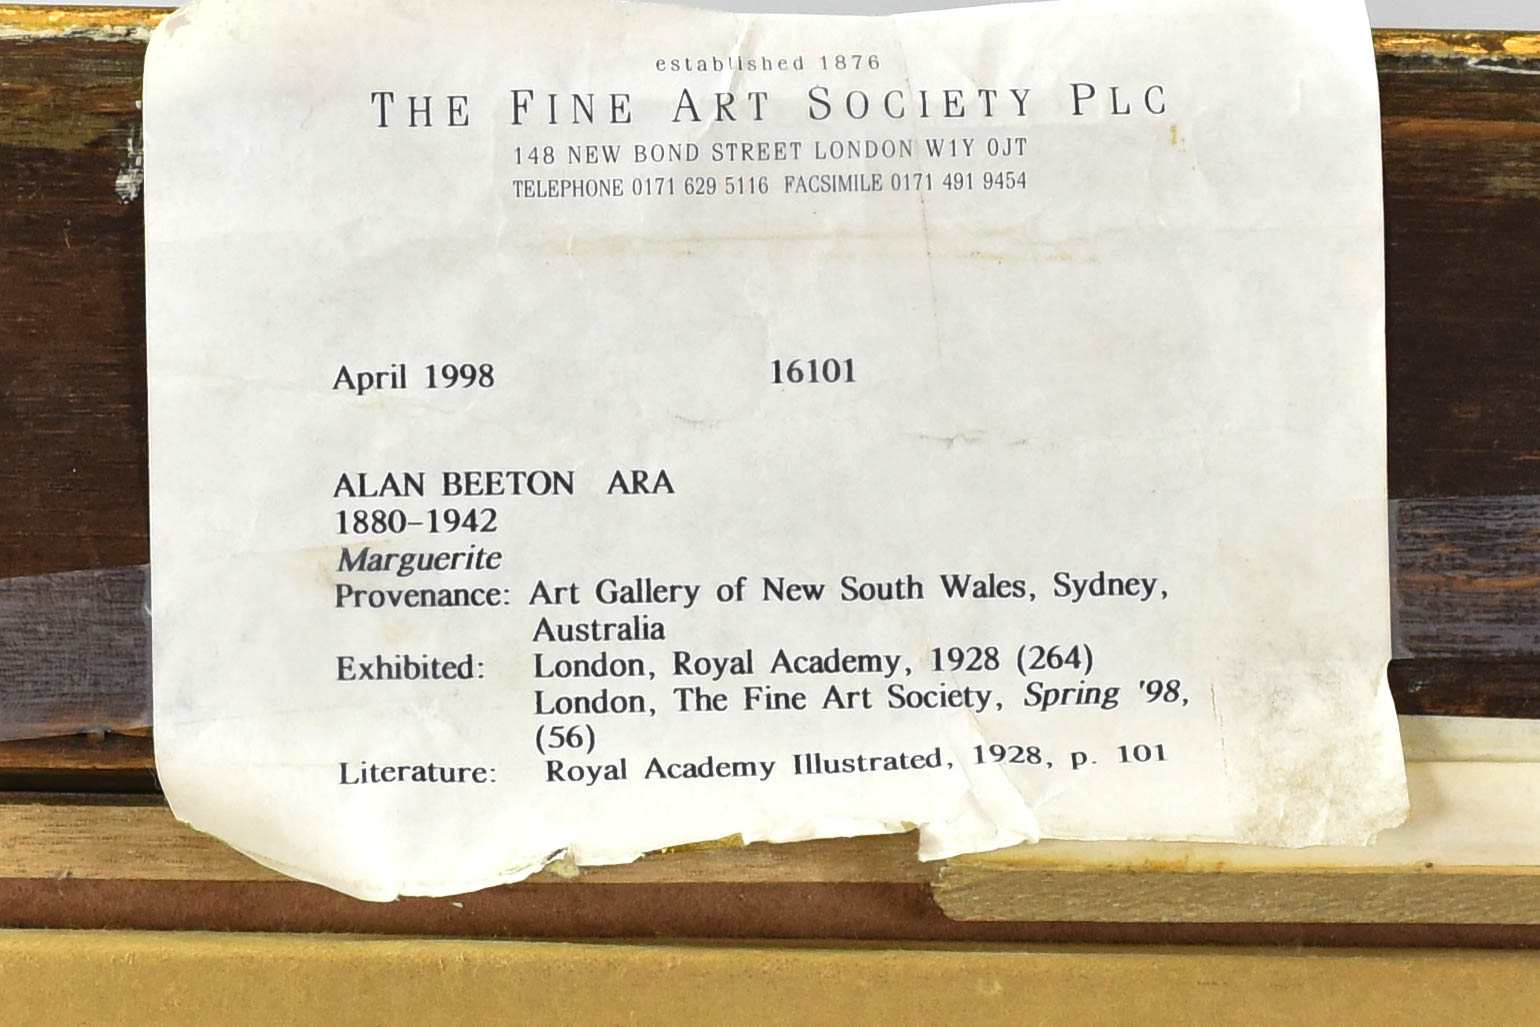 established 1876
THE FINE ART SOCIETY PLC
148 NEW BOND STREET LONDON W1Y 0JT
TELEPHONE 0171 629 5116 FACSIMILE 0171 491 9454
April 1998 16101
ALAN BEETON ARA
1880–1942
Marguerite
Provenance: Art Gallery of New South Wales, Sydney,
Australia
Exhibited: London, Royal Academy, 1928 (264)
London, The Fine Art Society, Spring '98,
(56)
Literature: Royal Academy Illustrated, 1928, p. 101